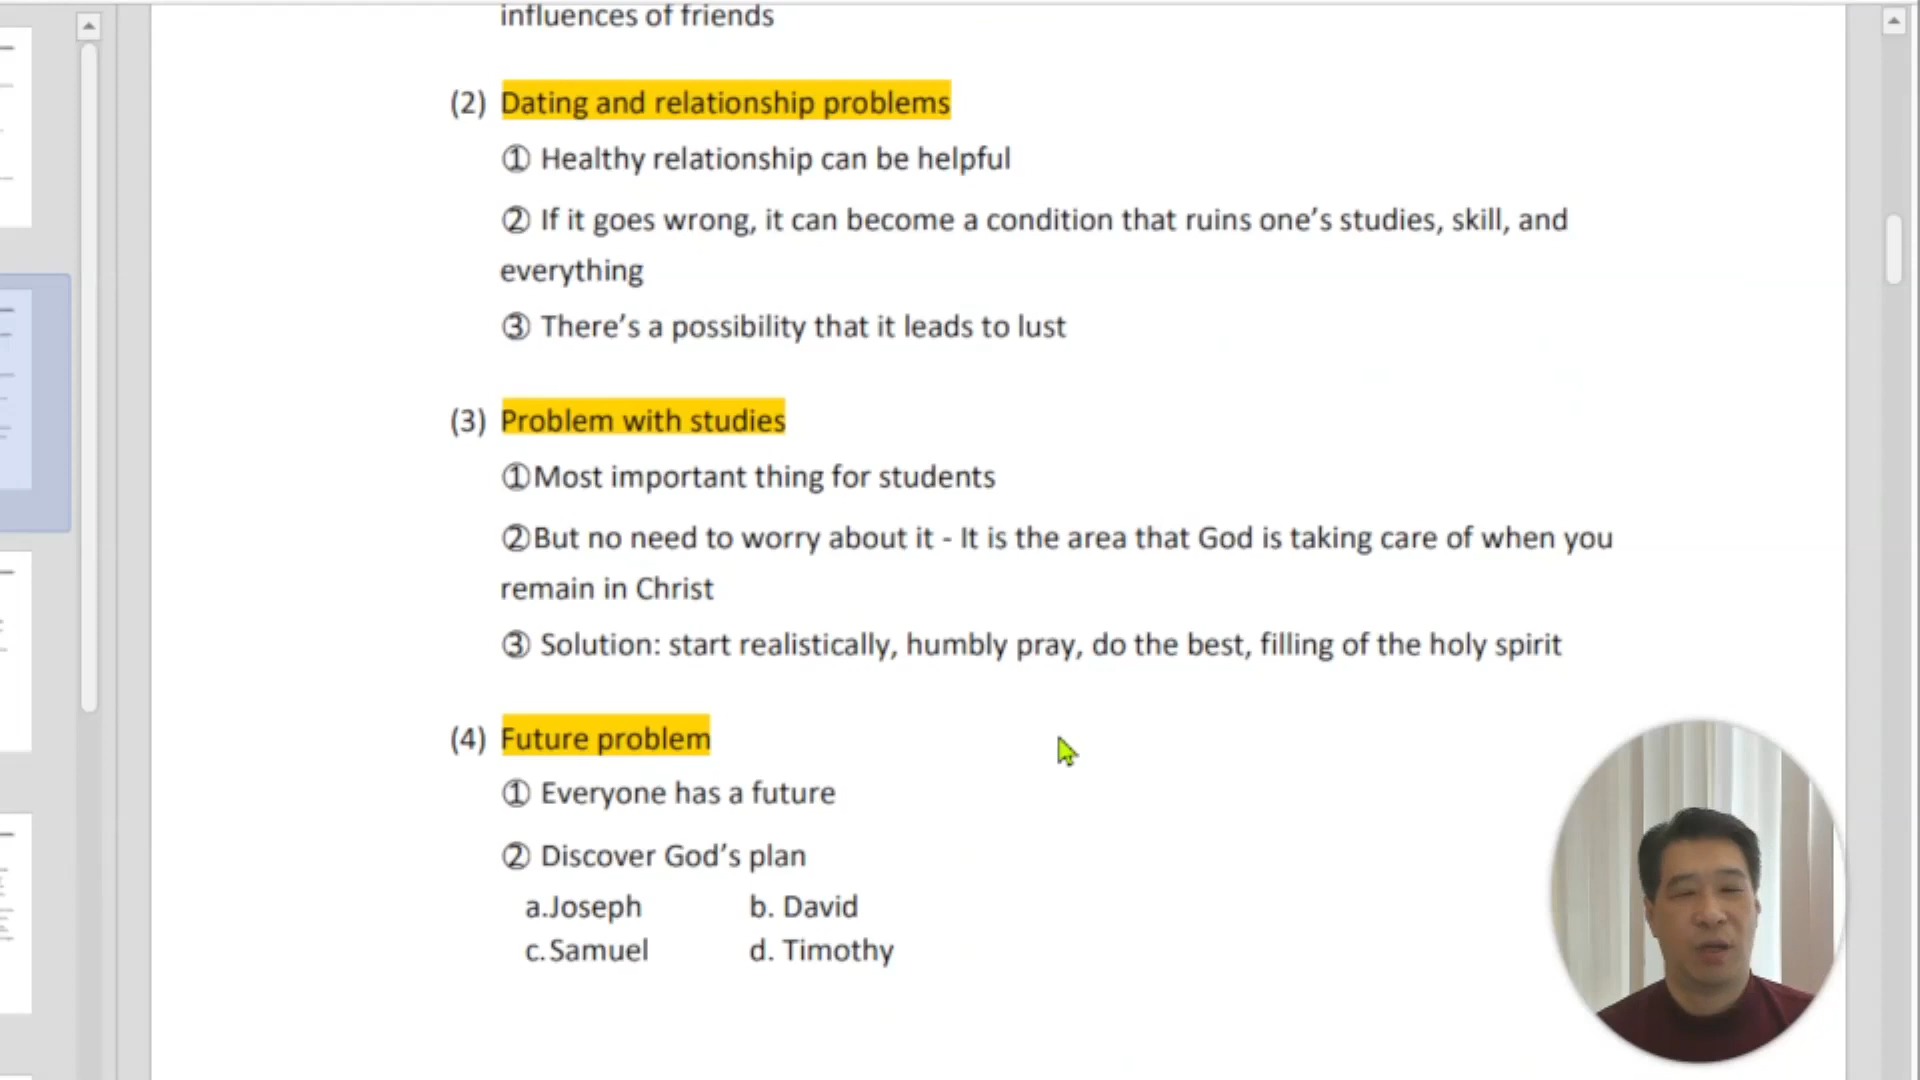 influences of friends
(2) Dating and relationship problems
① Healthy relationship can be helpful
② If it goes wrong, it can become a condition that ruins one’s studies, skill, and
everything
③ There’s a possibility that it leads to lust
(3) Problem with studies
①Most important thing for students
②But no need to worry about it - It is the area that God is taking care of when you
remain in Christ
③ Solution: start realistically, humbly pray, do the best, filling of the holy spirit
(4) Future problem
① Everyone has a future
② Discover God’s plan
a.Joseph b. David
c.Samuel d. Timothy